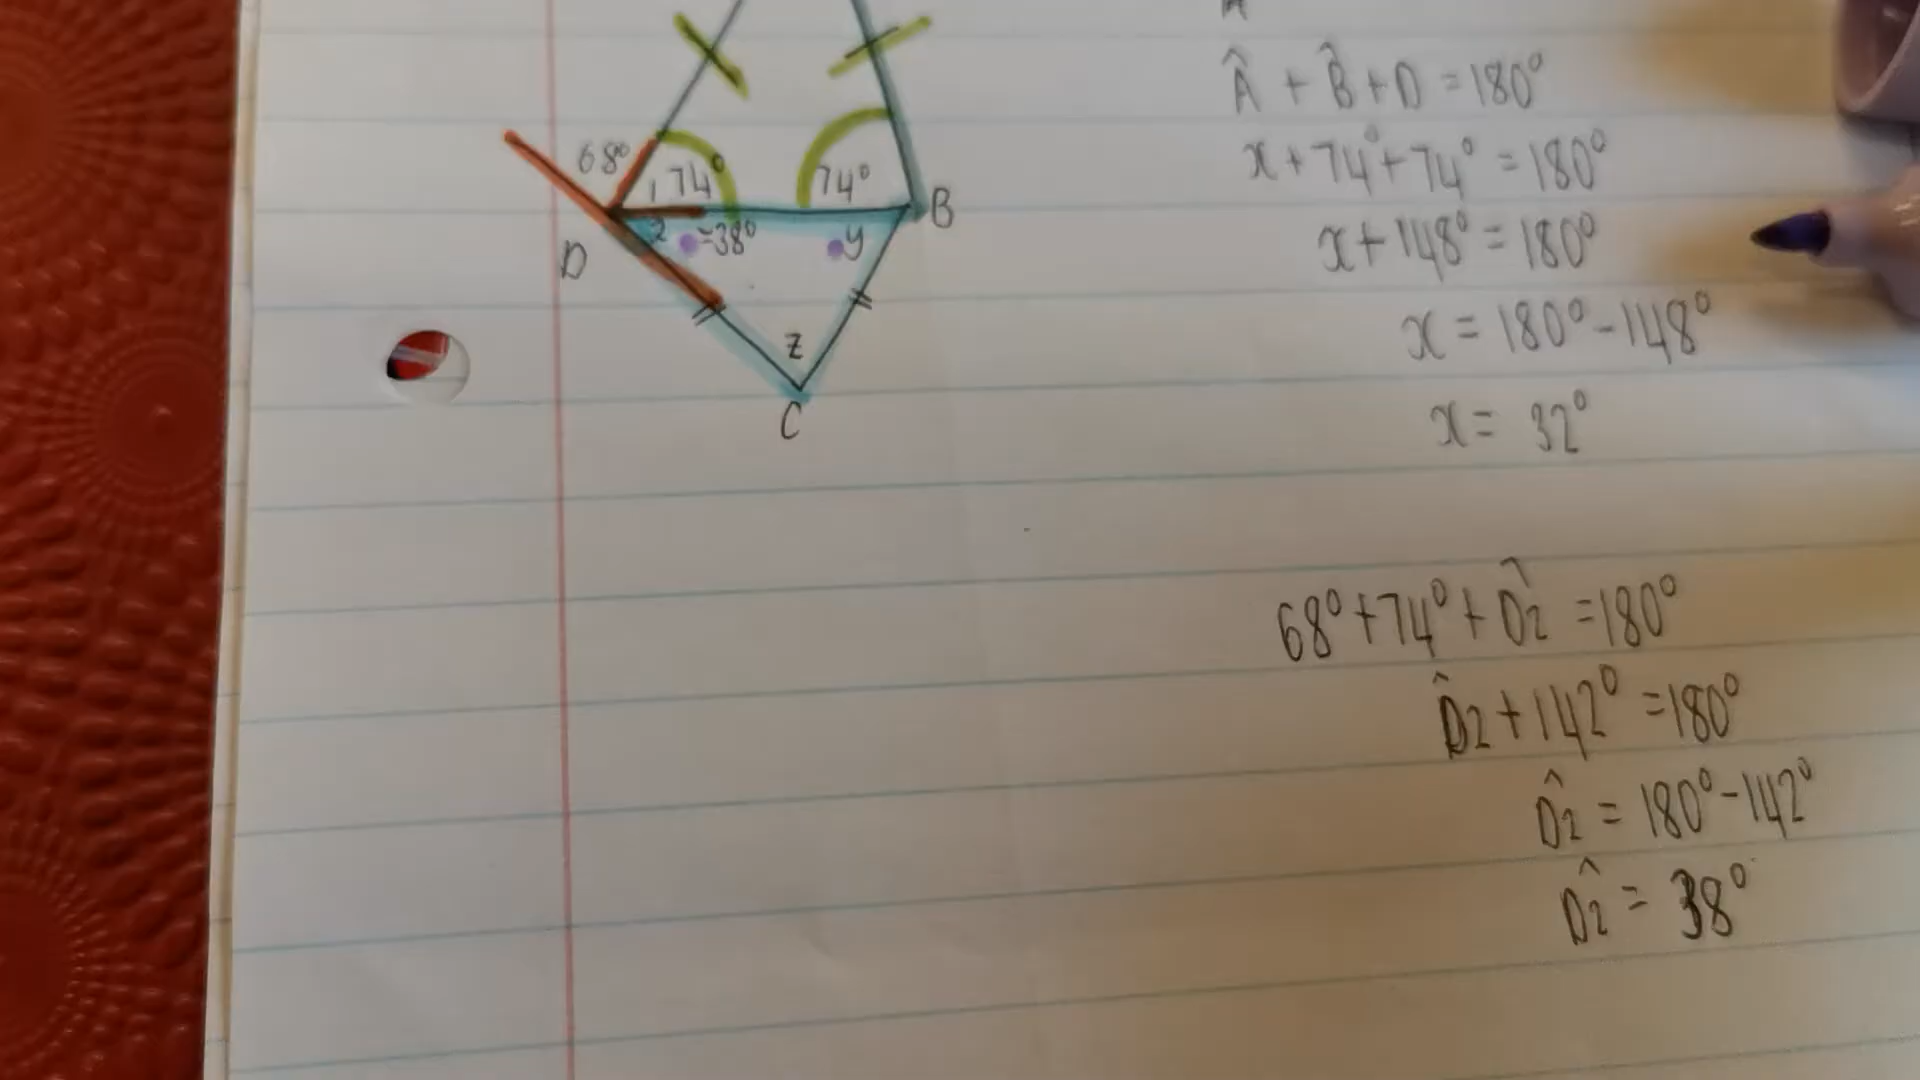 Â + B̂ + D = 180°
x + 74° + 74° = 180°
x + 148° = 180°
x = 180° - 148°
x = 32°
68°
1 74°
74°
B
2 = 38°
y
D
z
C
68° + 74° + D̂2 = 180°
D̂2 + 142° = 180°
D̂2 = 180° - 142°
D̂2 = 38°